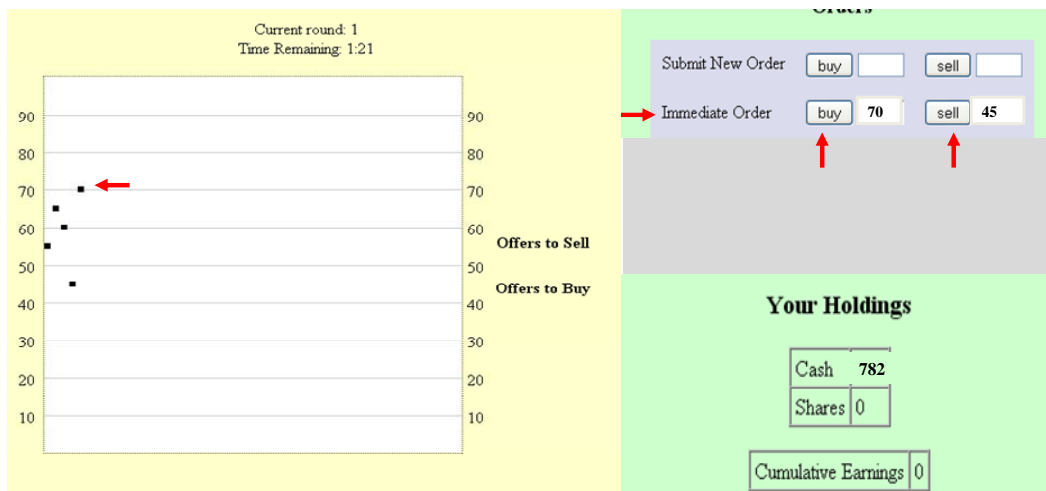 Current round: 1
Time Remaining: 1:21
90 90
80 80
70 70
60 60
Offers to Sell
50 50
Offers to Buy
40 40
30 30
20 20
10 10
Orders
Submit New Order buy sell
Immediate Order buy 70 sell 45
Your Holdings
Cash 782
Shares 0
Cumulative Earnings 0